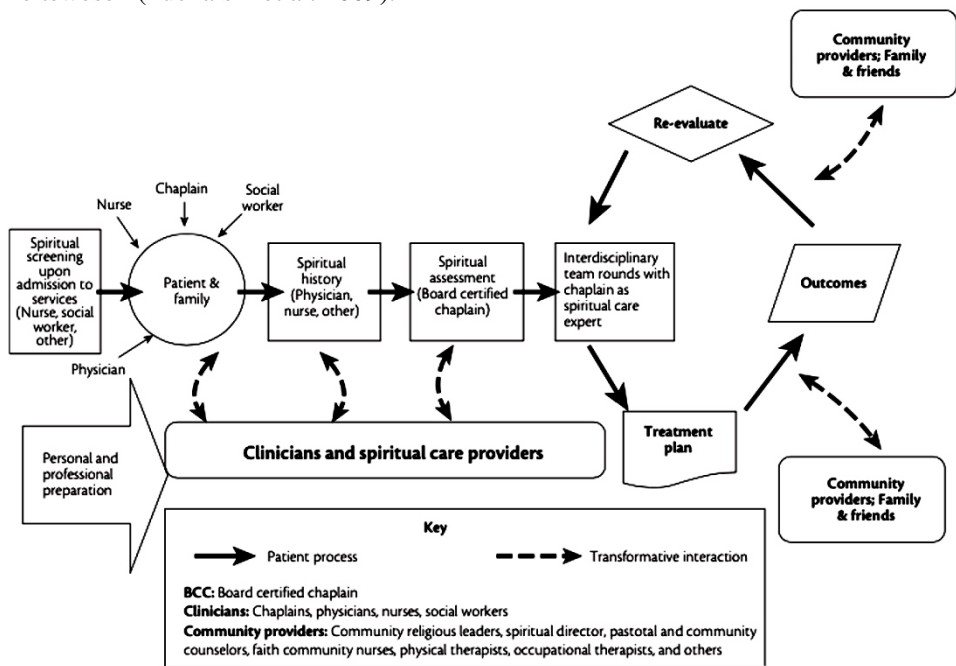 Community
providers; Family
& friends
Re-evaluate
Chaplain
Social
worker
Nurse
Spiritual
screening
upon
admission to
services
(Nurse, social
worker,
other)
Patient &
family
Physician
Spiritual
history
(Physician,
nurse, other)
Spiritual
assessment
(Board certified
chaplain)
Interdisciplinary
team rounds with
chaplain as
spiritual care
expert
Outcomes
Treatment
plan
Community
providers; Family
& friends
Personal and
professional
preparation
Clinicians and spiritual care providers
Key
Patient process
Transformative interaction
BCC: Board certified chaplain
Clinicians: Chaplains, physicians, nurses, social workers
Community providers: Community religious leaders, spiritual director, pastotal and community
counselors, faith community nurses, physical therapists, occupational therapists, and others